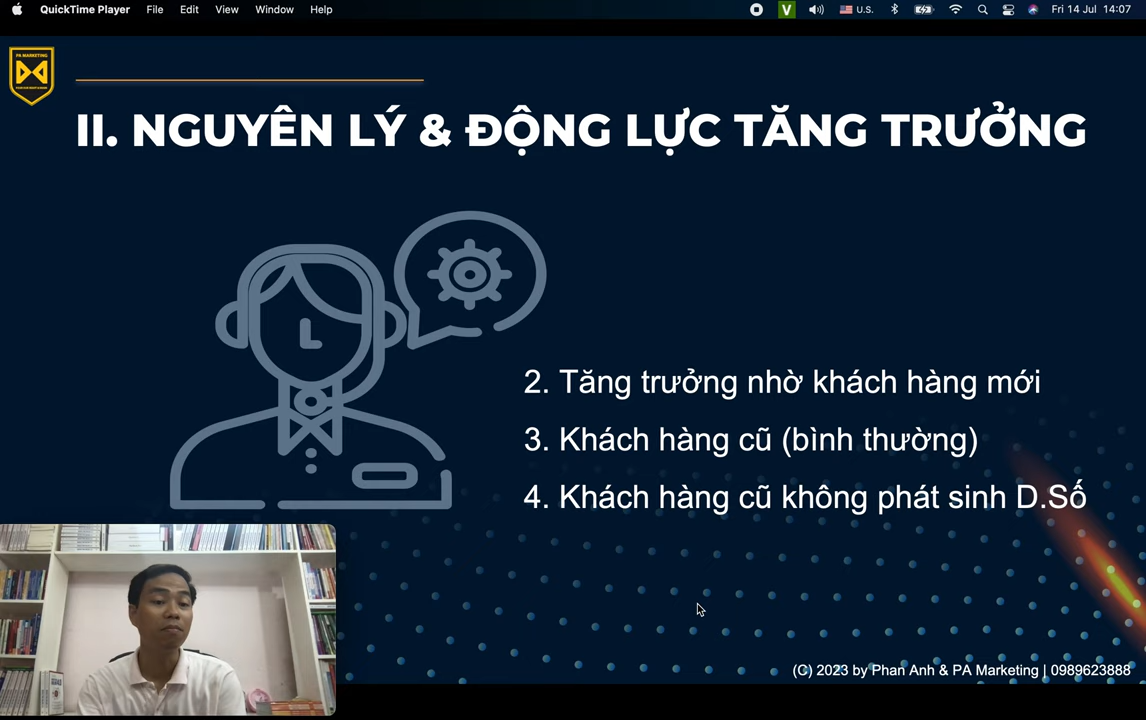 QuickTime Player File Edit View Window Help V U.S. Fri 14 Jul 14:07
PA MARKETING
II. NGUYÊN LÝ & ĐỘNG LỰC TĂNG TRƯỞNG
2. Tăng trưởng nhờ khách hàng mới
3. Khách hàng cũ (bình thường)
4. Khách hàng cũ không phát sinh D.Số
(C) 2023 by Phan Anh & PA Marketing | 0989623888